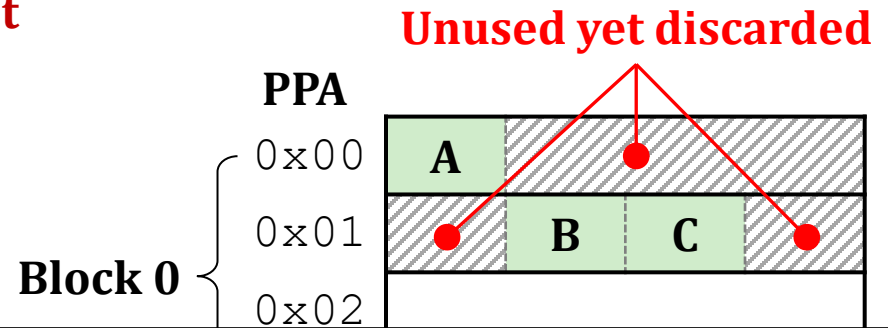 t
Unused yet discarded
PPA
0x00 A
0x01 B C
Block 0
0x02